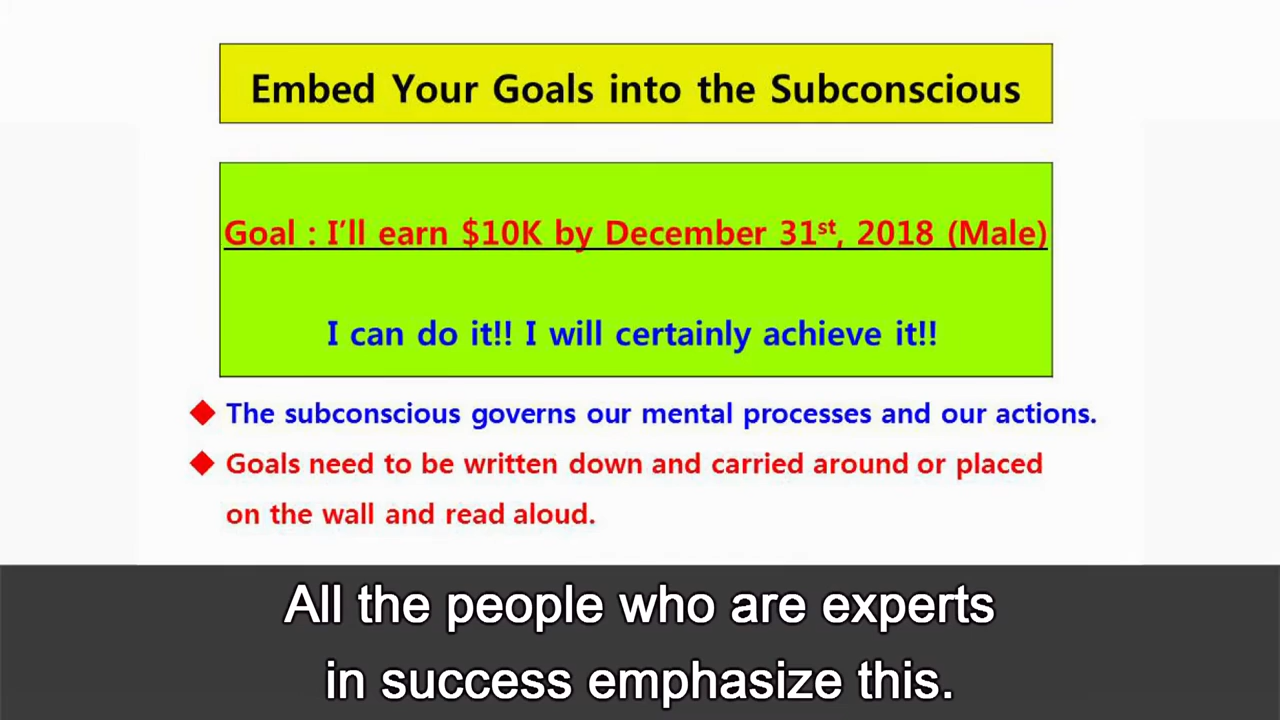 Embed Your Goals into the Subconscious
Goal : I'll earn $10K by December 31st, 2018 (Male)
I can do it!! I will certainly achieve it!!
◆ The subconscious governs our mental processes and our actions.
◆ Goals need to be written down and carried around or placed
on the wall and read aloud.
All the people who are experts
in success emphasize this.